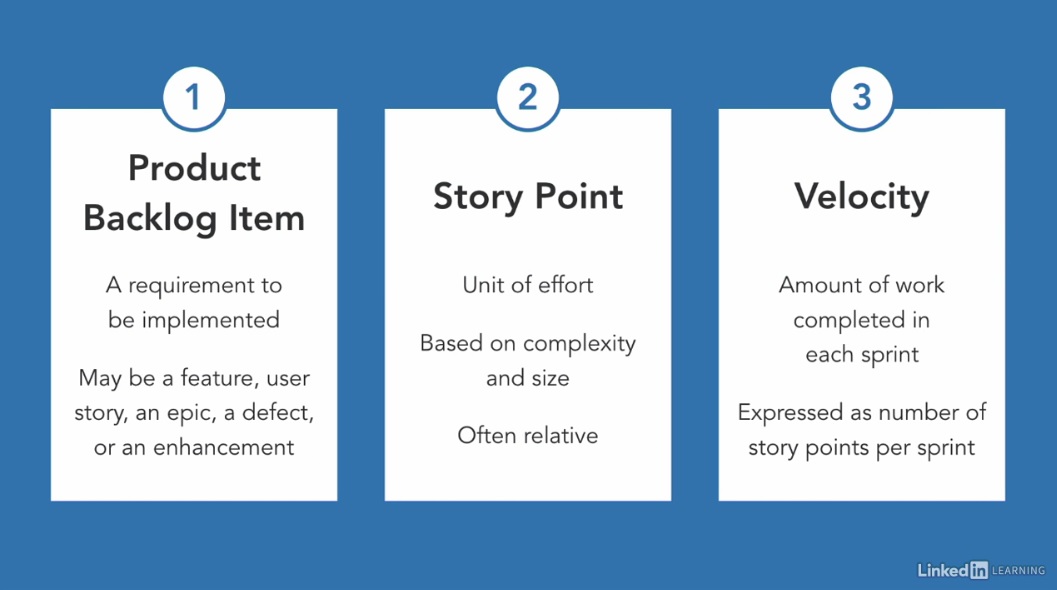 1
Product
Backlog Item
A requirement to
be implemented
May be a feature, user
story, an epic, a defect,
or an enhancement
2
Story Point
Unit of effort
Based on complexity
and size
Often relative
3
Velocity
Amount of work
completed in
each sprint
Expressed as number of
story points per sprint
Linked in LEARNING